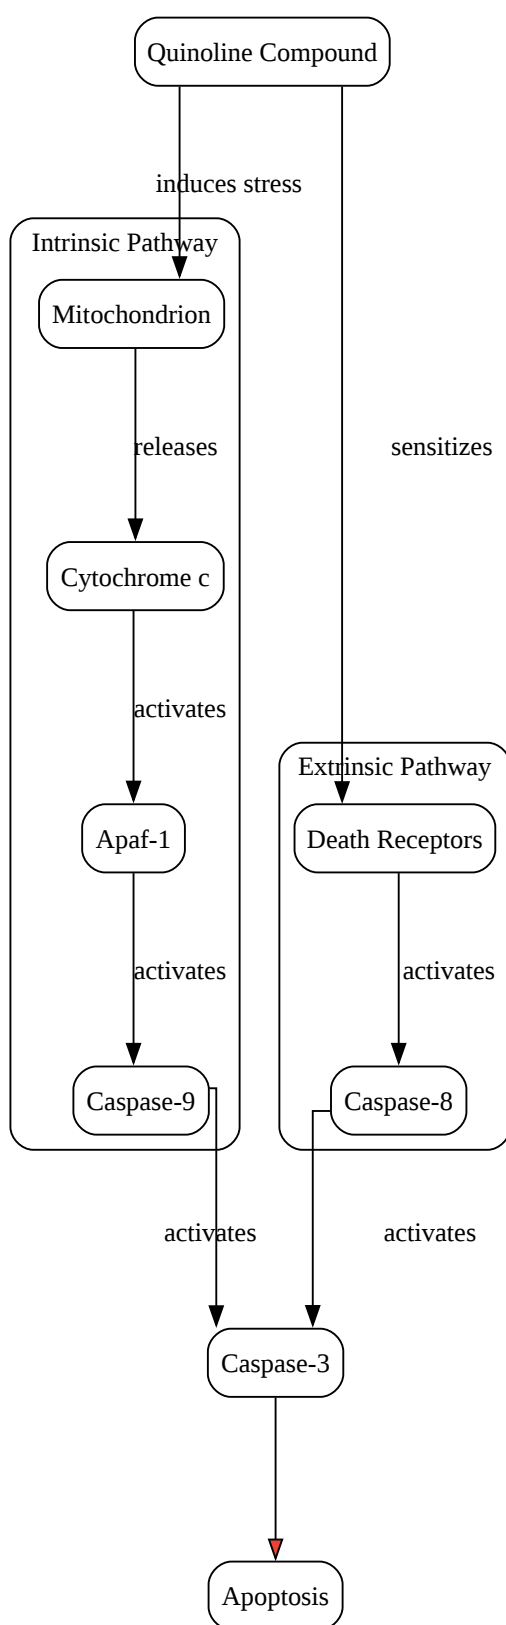 Quinoline Compound
induces stress
Intrinsic Pathway
Mitochondrion
releases
sensitizes
Cytochrome c
activates
Extrinsic Pathway
Apaf-1
Death Receptors
activates
activates
Caspase-9
Caspase-8
activates
activates
Caspase-3
Apoptosis